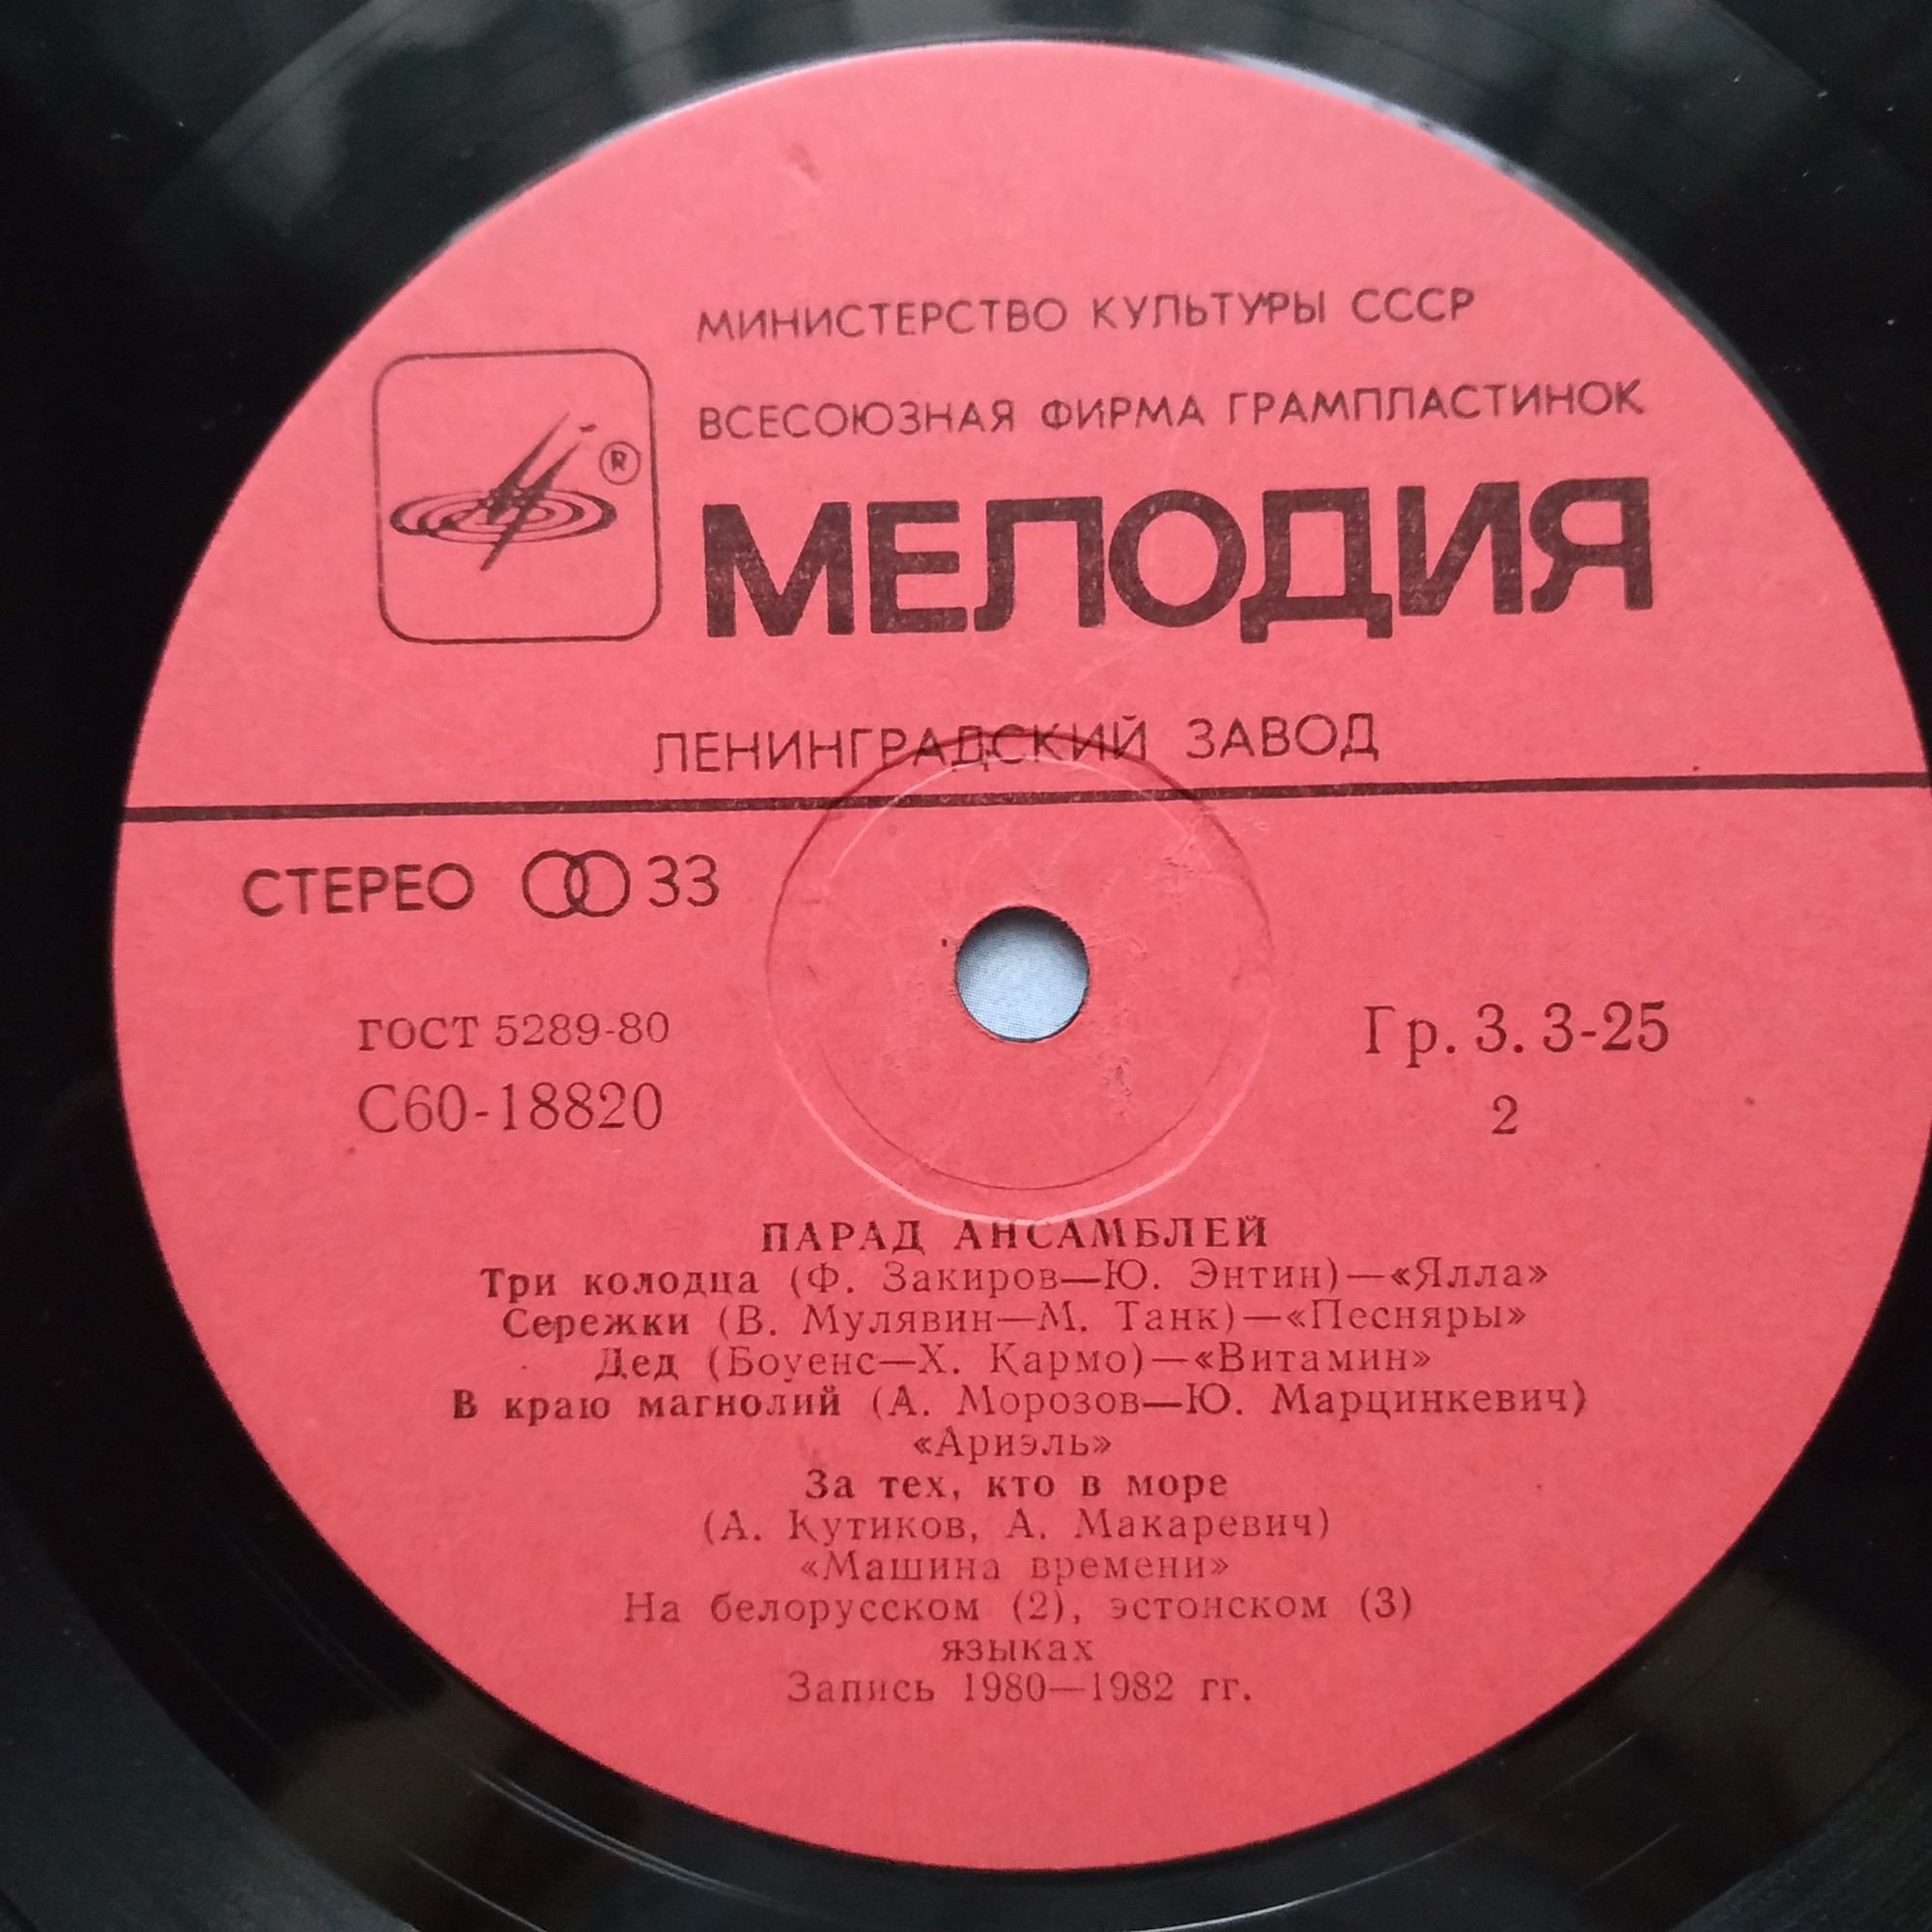 МИНИСТЕРСТВО КУЛЬТУРЫ СССР
ВСЕСОЮЗНАЯ ФИРМА ГРАМПЛАСТИНОК
®
МЕЛОДИЯ
ЛЕНИНГРАДСКИЙ ЗАВОД
СТЕРЕО 33
ГОСТ 5289-80
Гр. 3. 3-25
С60-18820
2
ПАРАД АНСАМБЛЕЙ
Три колодца (Ф. Закиров—Ю. Энтин)—«Ялла»
Сережки (В. Мулявин—М. Танк)—«Песняры»
Дед (Боуенс—Х. Кармо)—«Витамин»
В краю магнолий (А. Морозов—Ю. Марцинкевич)
«Ариэль»
За тех, кто в море
(А. Кутиков, А. Макаревич)
«Машина времени»
На белорусском (2), эстонском (3)
языках
Запись 1980—1982 гг.